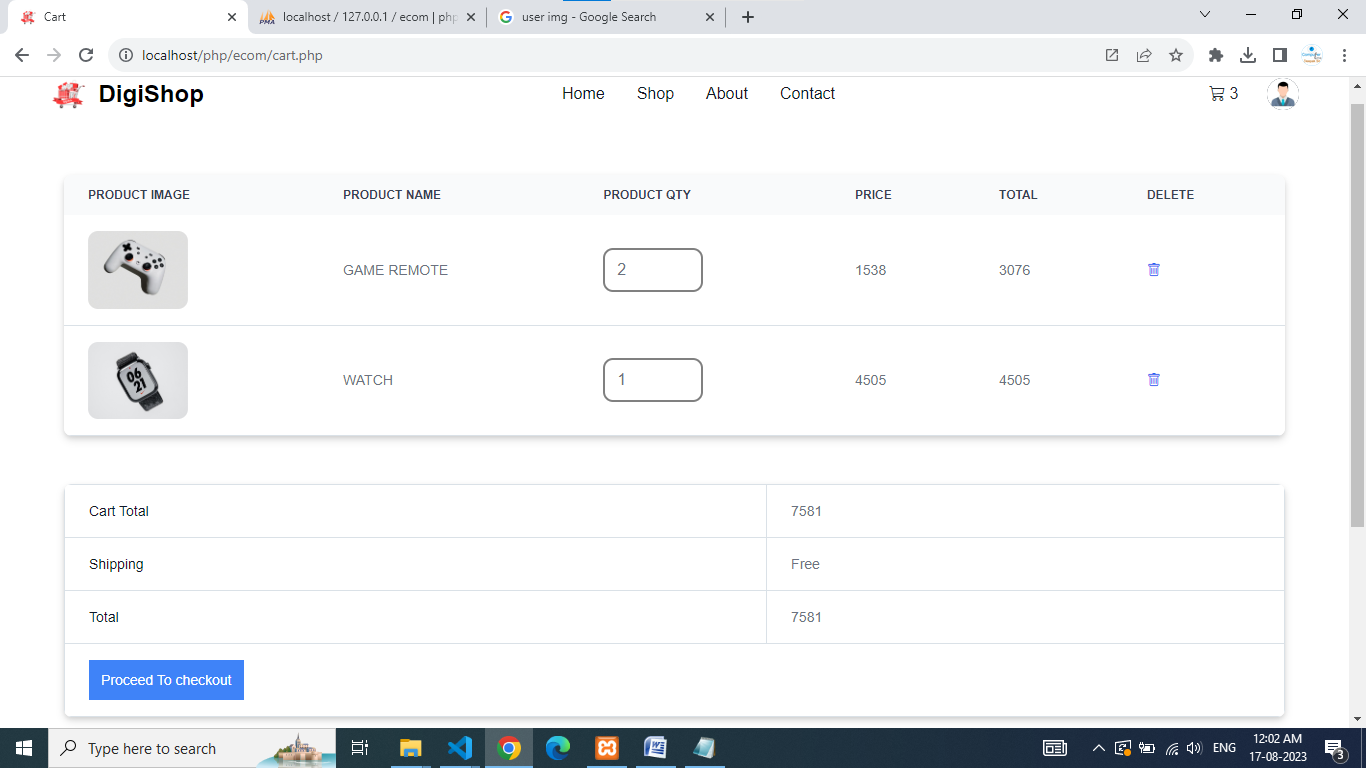 Cart
localhost / 127.0.0.1 / ecom | php
user img - Google Search
localhost/php/ecom/cart.php
DigiShop
Home Shop About Contact
3
PRODUCT IMAGE PRODUCT NAME PRODUCT QTY PRICE TOTAL DELETE
GAME REMOTE 2 1538 3076
06
21
WATCH 1 4505 4505
Cart Total 7581
Shipping Free
Total 7581
Proceed To checkout
Type here to search
ENG
12:02 AM
17-08-2023
3